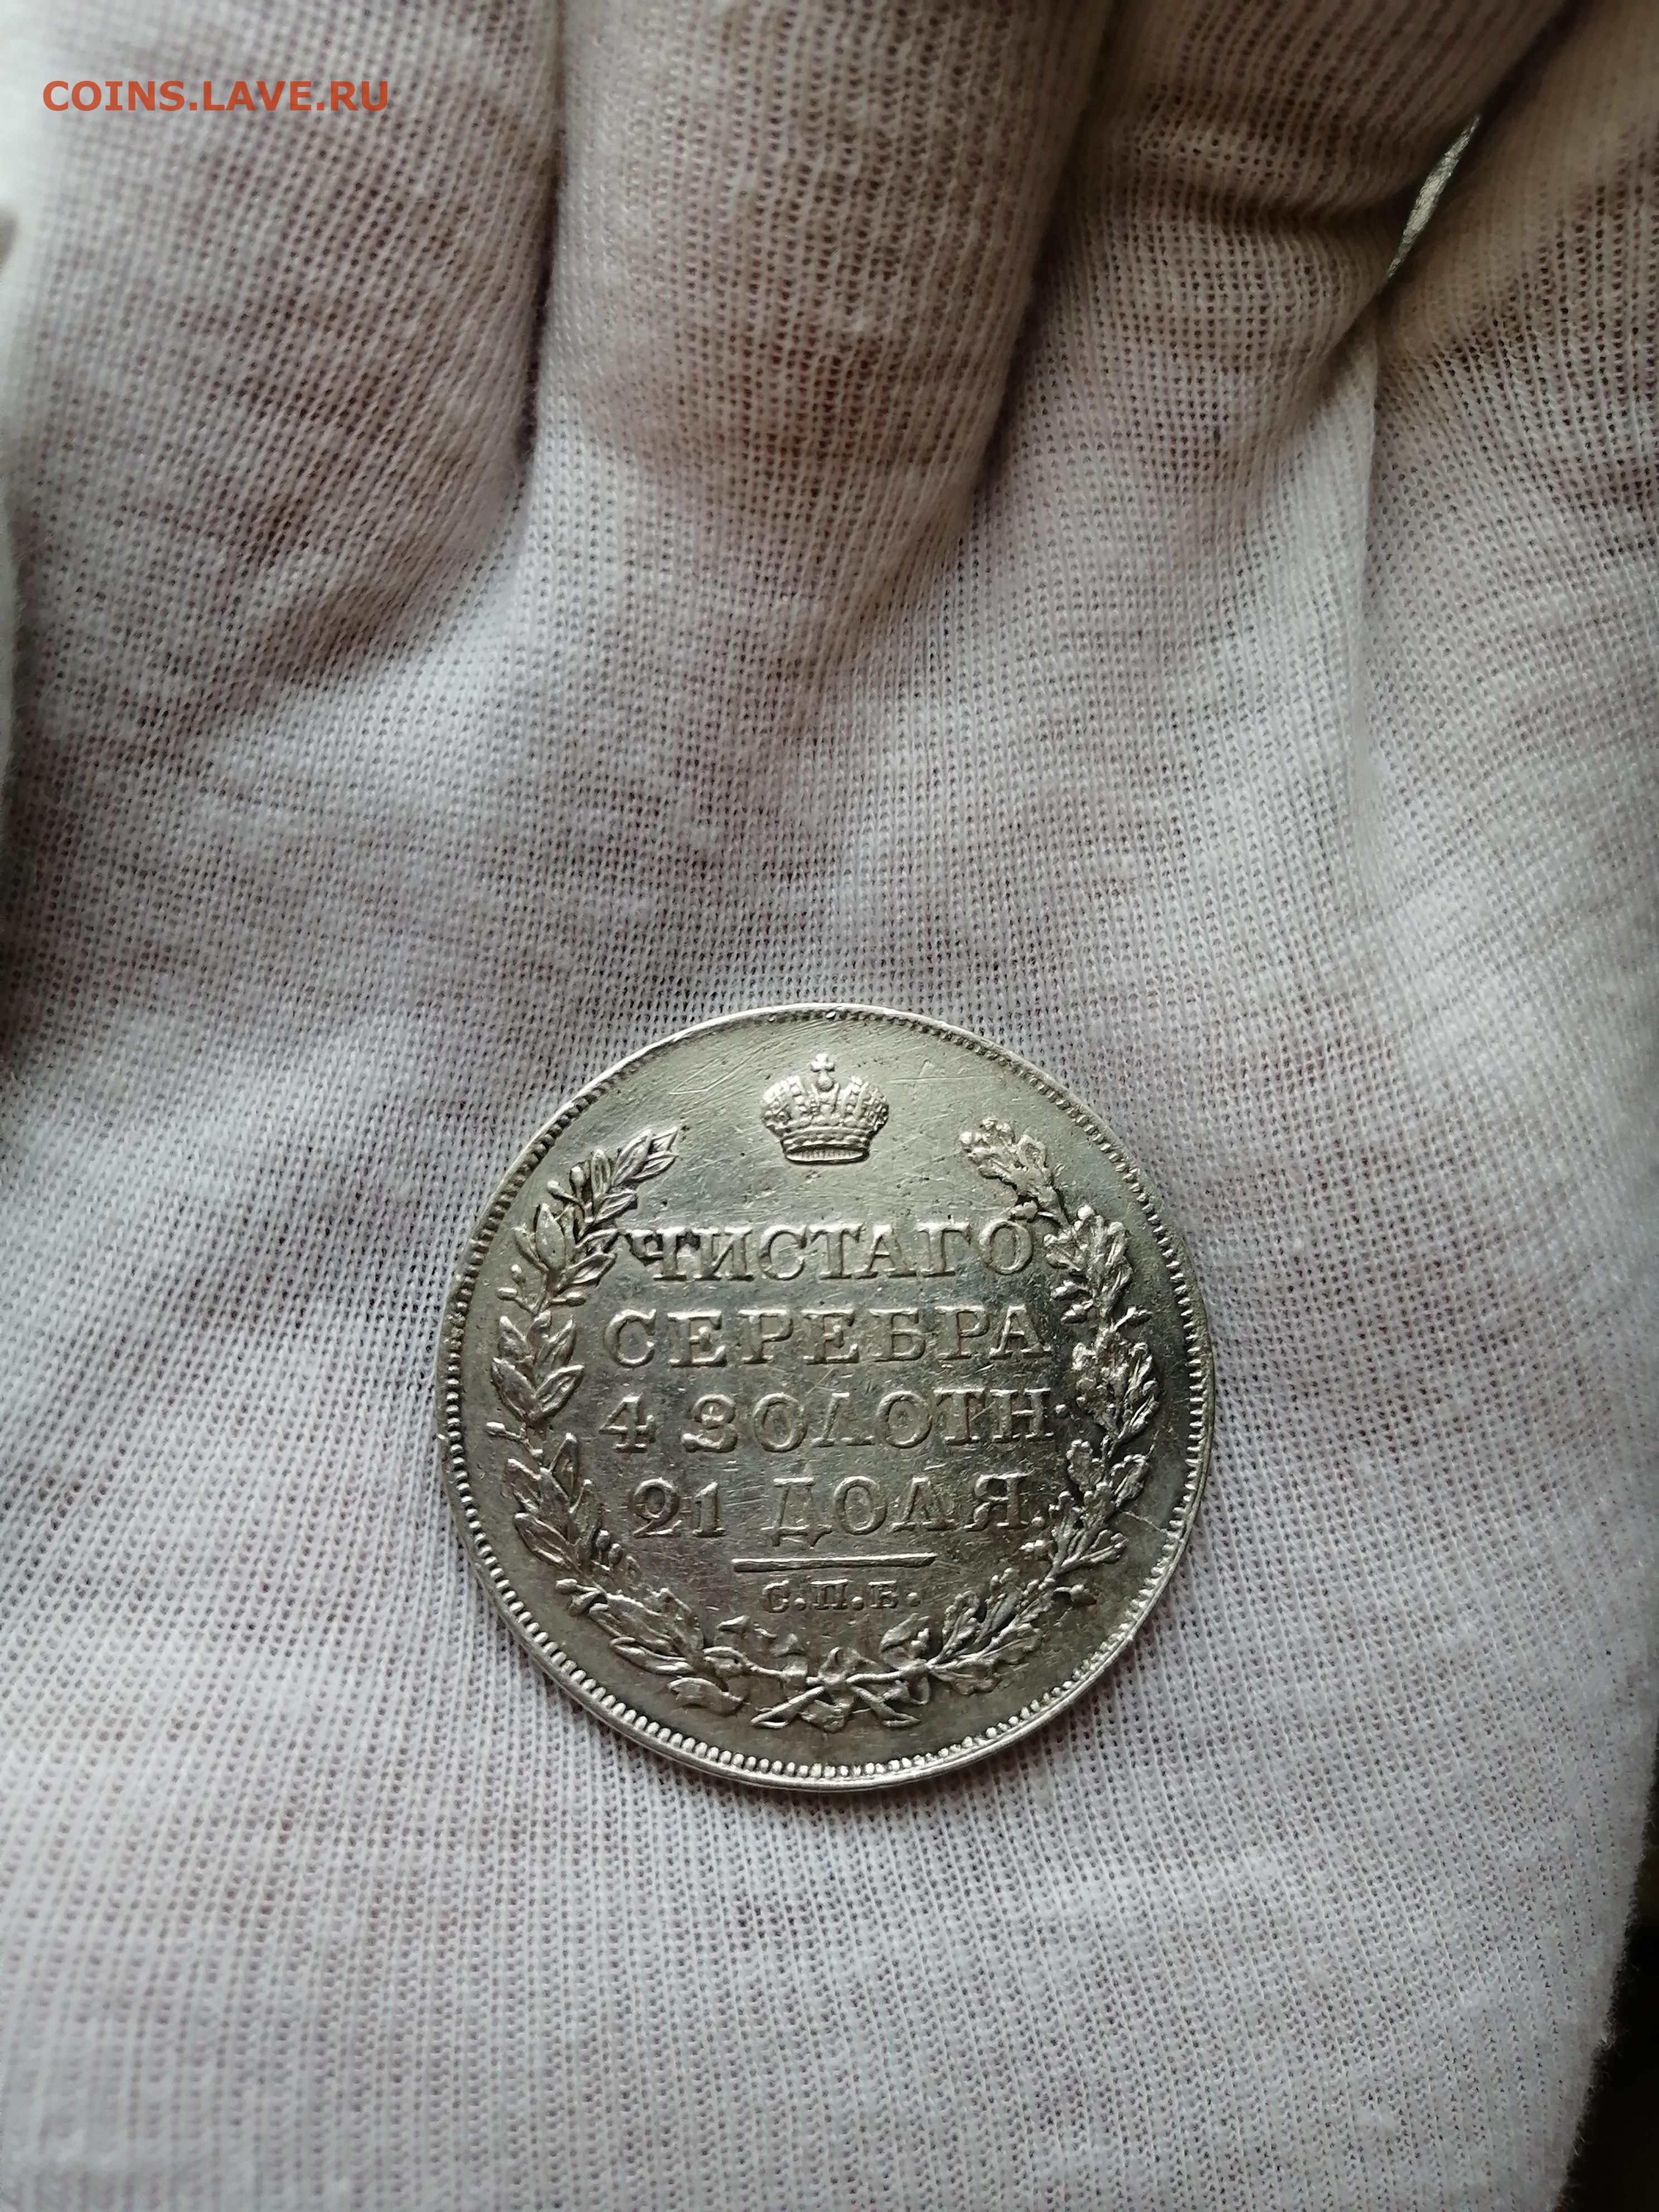 COINS.LAVE.RU
ЧИСТАГО
СЕРЕБРА
4 ЗОЛОТН.
21 ДОЛЯ.
С.П.Б.